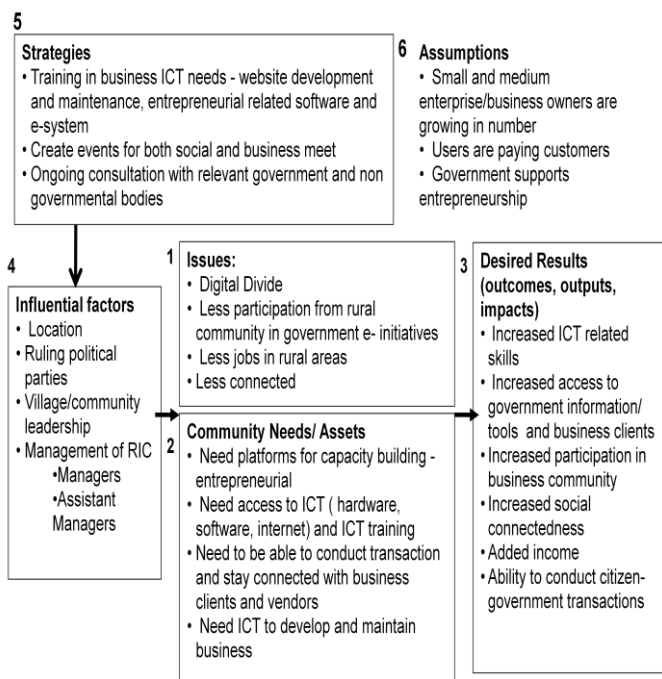 5
Strategies
• Training in business ICT needs - website development
and maintenance, entrepreneurial related software and
e-system
• Create events for both social and business meet
• Ongoing consultation with relevant government and non
governmental bodies
6 Assumptions
• Small and medium
enterprise/business owners are
growing in number
• Users are paying customers
• Government supports
entrepreneurship
4
Influential factors
• Location
• Ruling political
parties
• Village/community
leadership
• Management of RIC
•Managers
•Assistant
Managers
1 Issues:
• Digital Divide
• Less participation from rural
community in government e- initiatives
• Less jobs in rural areas
• Less connected
2 Community Needs/ Assets
• Need platforms for capacity building -
entrepreneurial
• Need access to ICT ( hardware,
software, internet) and ICT training
• Need to be able to conduct transaction
and stay connected with business
clients and vendors
• Need ICT to develop and maintain
business
3 Desired Results
(outcomes, outputs,
impacts)
• Increased ICT related
skills
• Increased access to
government information/
tools and business clients
• Increased participation in
business community
• Increased social
connectedness
• Added income
• Ability to conduct citizen-
government transactions